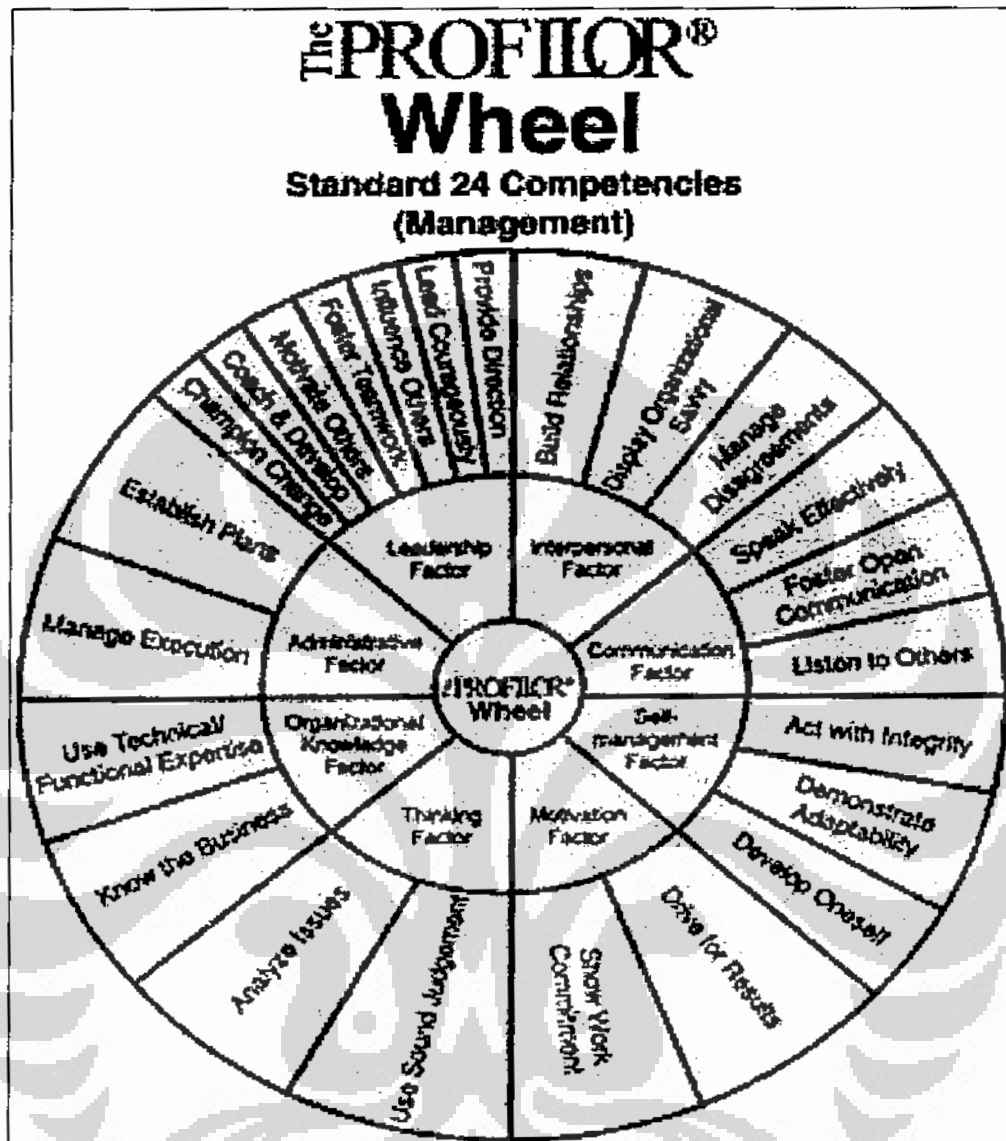 The PROFILOR®
Wheel
Standard 24 Competencies
(Management)
Build Relationships
Display Organizational
Savvy
Manage
Disagreements
Speak Effectively
Foster Open
Communication
Listen to Others
Act with Integrity
Demonstrate
Adaptability
Develop Oneself
Drive for Results
Show Work
Commitment
Use Sound Judgement
Analyze Issues
Know the Business
Use Technical/
Functional Expertise
Manage Execution
Establish Plans
Champion Change
Coach & Develop
Motivate Others
Foster Teamwork
Influence Others
Lead Courageously
Provide Direction
Leadership
Factor
Interpersonal
Factor
Administrative
Factor
Communication
Factor
Organizational
Knowledge
Factor
Self-
management
Factor
Thinking
Factor
Motivation
Factor
The PROFILOR®
Wheel